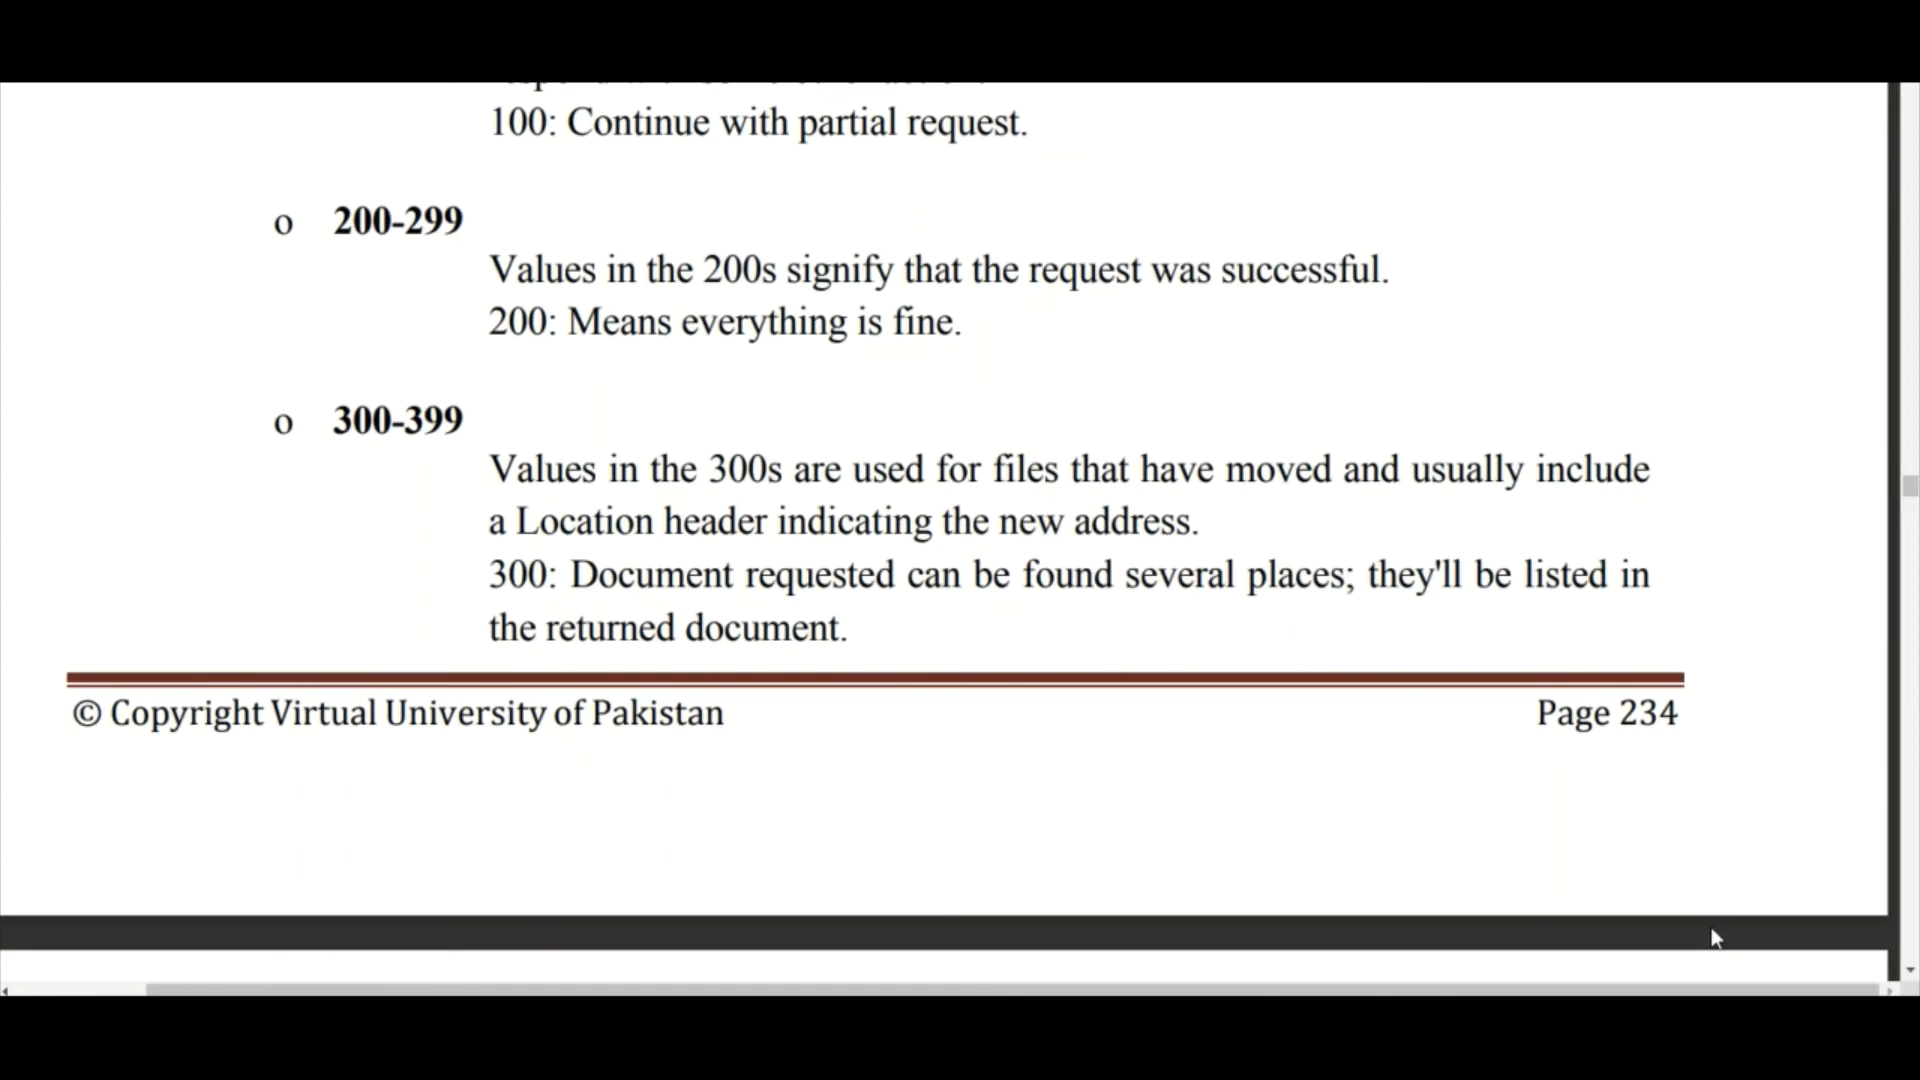 100: Continue with partial request.
o 200-299
Values in the 200s signify that the request was successful.
200: Means everything is fine.
o 300-399
Values in the 300s are used for files that have moved and usually include
a Location header indicating the new address.
300: Document requested can be found several places; they'll be listed in
the returned document.
© Copyright Virtual University of Pakistan Page 234